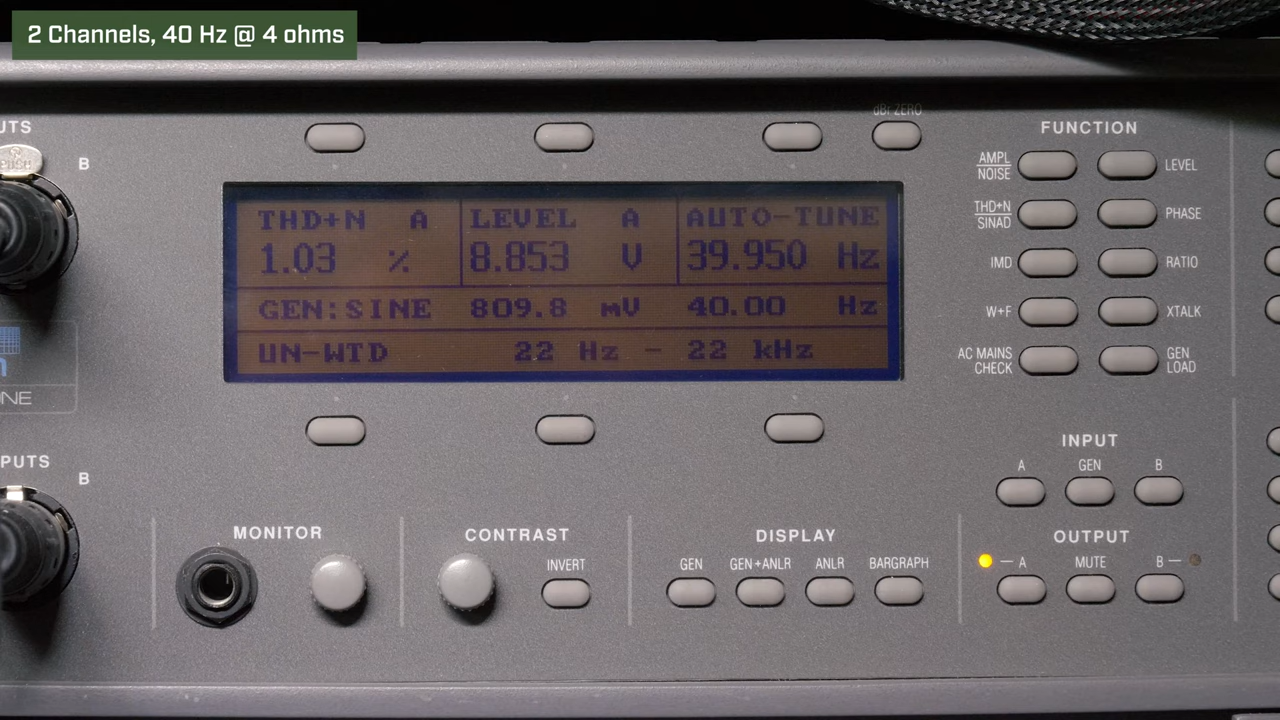 2 Channels, 40 Hz @ 4 ohms
UTS
B
dBr ZERO
FUNCTION
AMPL
NOISE
LEVEL
THD+N
SINAD
PHASE
IMD
RATIO
W+F
XTALK
AC MAINS
CHECK
GEN
LOAD
THD+N A LEVEL A AUTO-TUNE
1.03 % 8.853 V 39.950 Hz
GEN:SINE 809.8 mV 40.00 Hz
UN-WTD 22 Hz - 22 kHz
NE
PUTS
B
INPUT
A GEN B
MONITOR
CONTRAST
INVERT
DISPLAY
GEN GEN+ANLR ANLR BARGRAPH
OUTPUT
A MUTE B